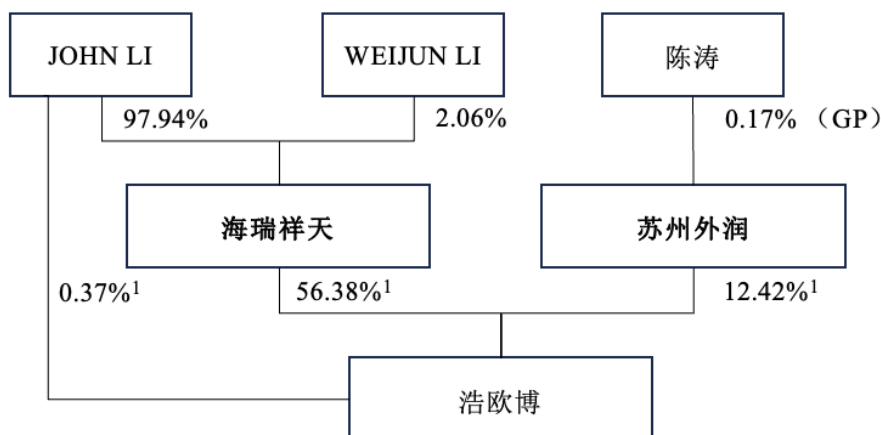 JOHN LI
WEIJUN LI
陈涛
97.94%
2.06%
0.17% （GP）
海瑞祥天
苏州外润
0.37%1
56.38%1
12.42%1
浩欧博